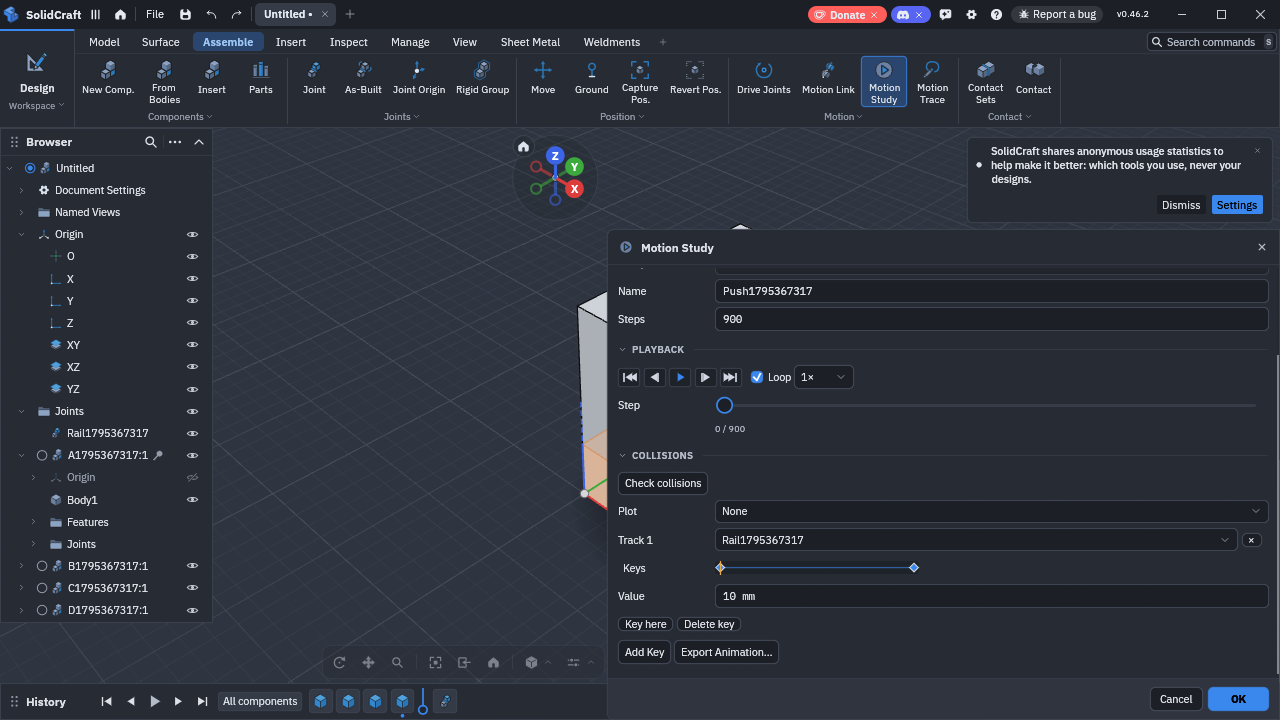 SolidCraft
File
Untitled •
Donate
Report a bug
v0.46.2
Design
Workspace
Model
Surface
Assemble
Insert
Inspect
Manage
View
Sheet Metal
Weldments
Search commands
S
New Comp.
From Bodies
Insert
Parts
Components
Joint
As-Built
Joint Origin
Rigid Group
Joints
Move
Ground
Capture Pos.
Revert Pos.
Position
Drive Joints
Motion Link
Motion Study
Motion Trace
Motion
Contact Sets
Contact
Contact
Browser
Untitled
Document Settings
Named Views
Origin
O
X
Y
Z
XY
XZ
YZ
Joints
Rail1795367317
A1795367317:1
Origin
Body1
Features
Joints
B1795367317:1
C1795367317:1
D1795367317:1
Z
Y
X
SolidCraft shares anonymous usage statistics to
help make it better: which tools you use, never your
designs.
Dismiss
Settings
Motion Study
Name
Push1795367317
Steps
900
PLAYBACK
Loop
1×
Step
0 / 900
COLLISIONS
Check collisions
Plot
None
Track 1
Rail1795367317
Keys
Value
10 mm
Key here
Delete key
Add Key
Export Animation...
Cancel
OK
History
All components